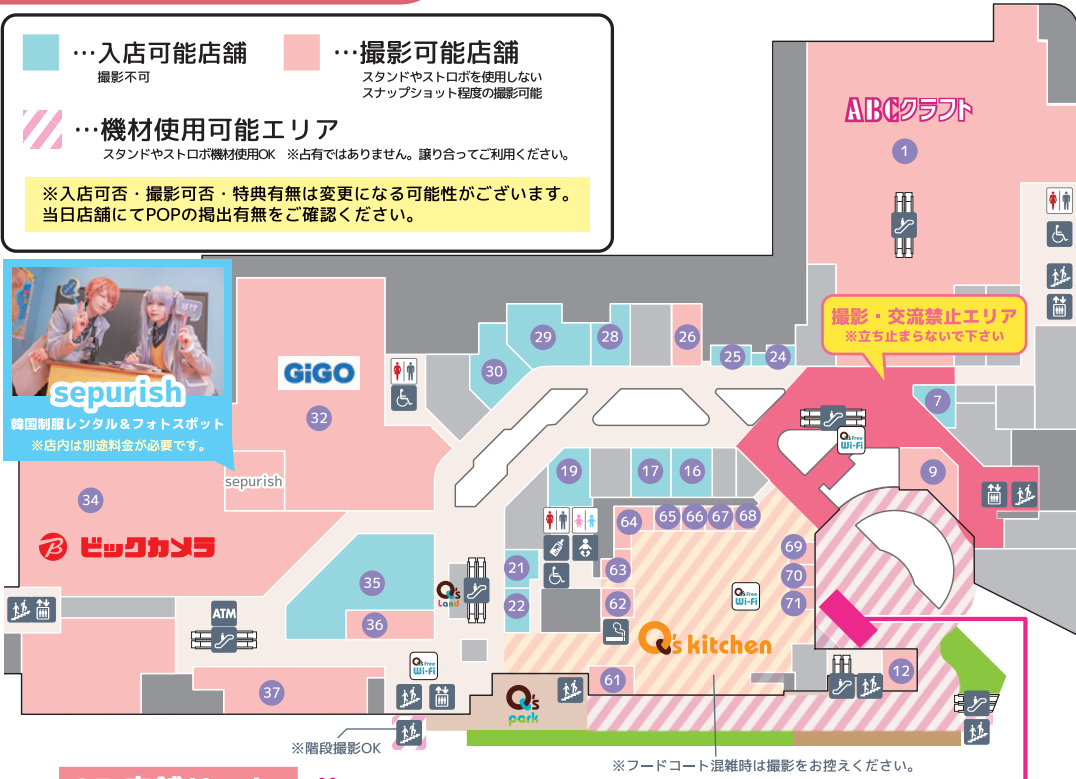 …入店可能店舗
撮影不可
…撮影可能店舗
スタンドやストロボを使用しない
スナップショット程度の撮影可能
…機材使用可能エリア
スタンドやストロボ機材使用OK ※占有ではありません。譲り合ってご利用ください。
※入店可否・撮影可否・特典有無は変更になる可能性がございます。
当日店舗にてPOPの掲出有無をご確認ください。
ABCクラフト
1
撮影・交流禁止エリア
※立ち止まらないで下さい
sepurish
韓国制服レンタル&フォトスポット
※店内は別途料金が必要です。
GiGO
32
30
29
28
26
25
24
7
9
34
sepurish
ビックカメラ
19
17
16
64
65
66
67
68
69
70
71
63
62
21
22
35
36
37
ATM
Q's Land
Q's Free Wi-Fi
Q's Free Wi-Fi
Q's Free Wi-Fi
Q's kitchen
61
12
Q's park
※階段撮影OK
※フードコート混雑時は撮影をお控えください。